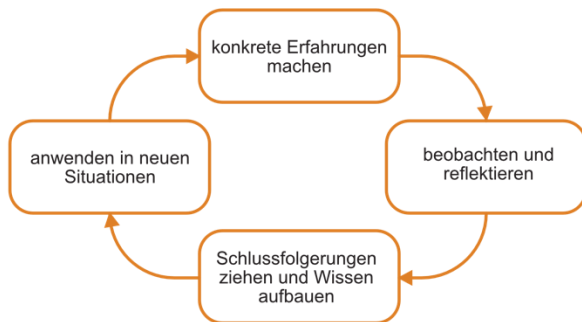 konkrete Erfahrungen
machen
beobachten und
reflektieren
Schlussfolgerungen
ziehen und Wissen
aufbauen
anwenden in neuen
Situationen